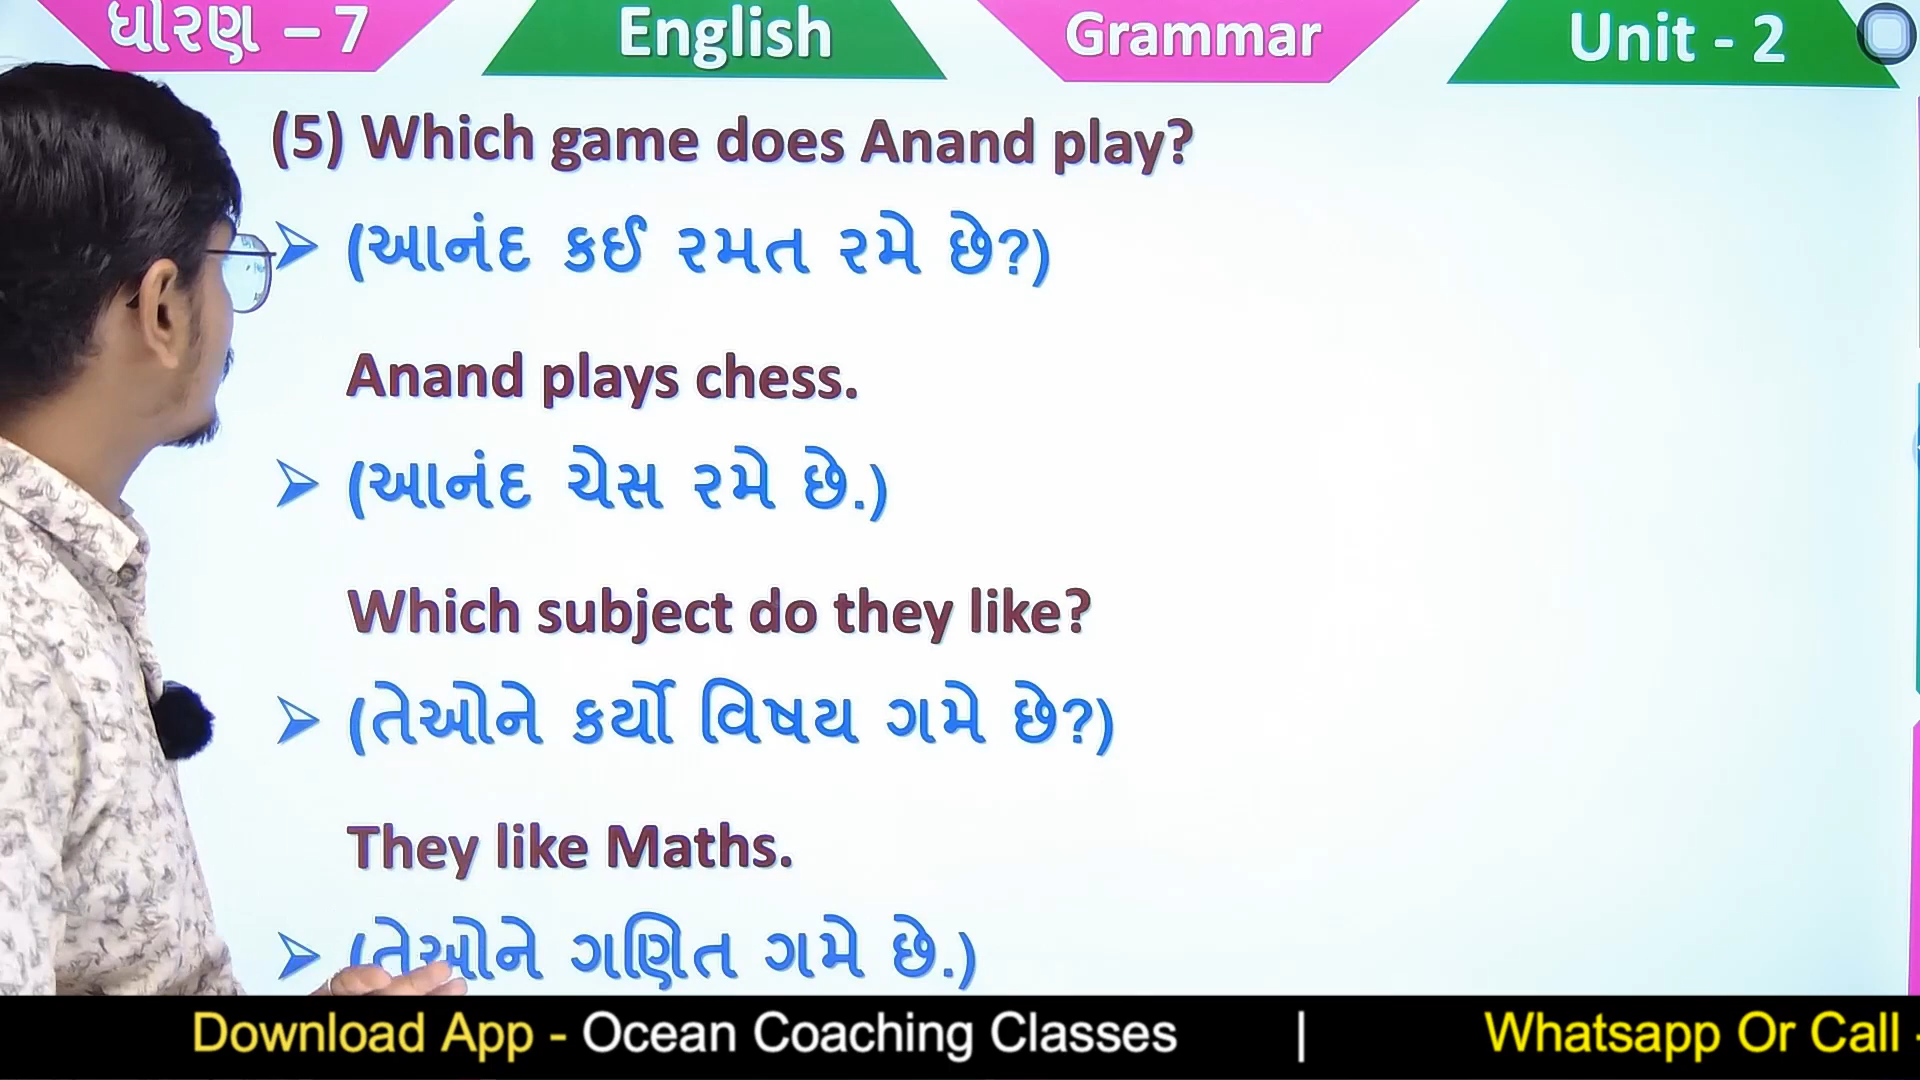 ધોરણ – 7 English Grammar Unit - 2
(5) Which game does Anand play?
➢ (આનંદ કઈ રમત રમે છે?)
Anand plays chess.
➢ (આનંદ ચેસ રમે છે.)
Which subject do they like?
➢ (તેઓને કર્યો વિષય ગમે છે?)
They like Maths.
➢ (તેઓને ગણિત ગમે છે.)
Download App - Ocean Coaching Classes | Whatsapp Or Call -